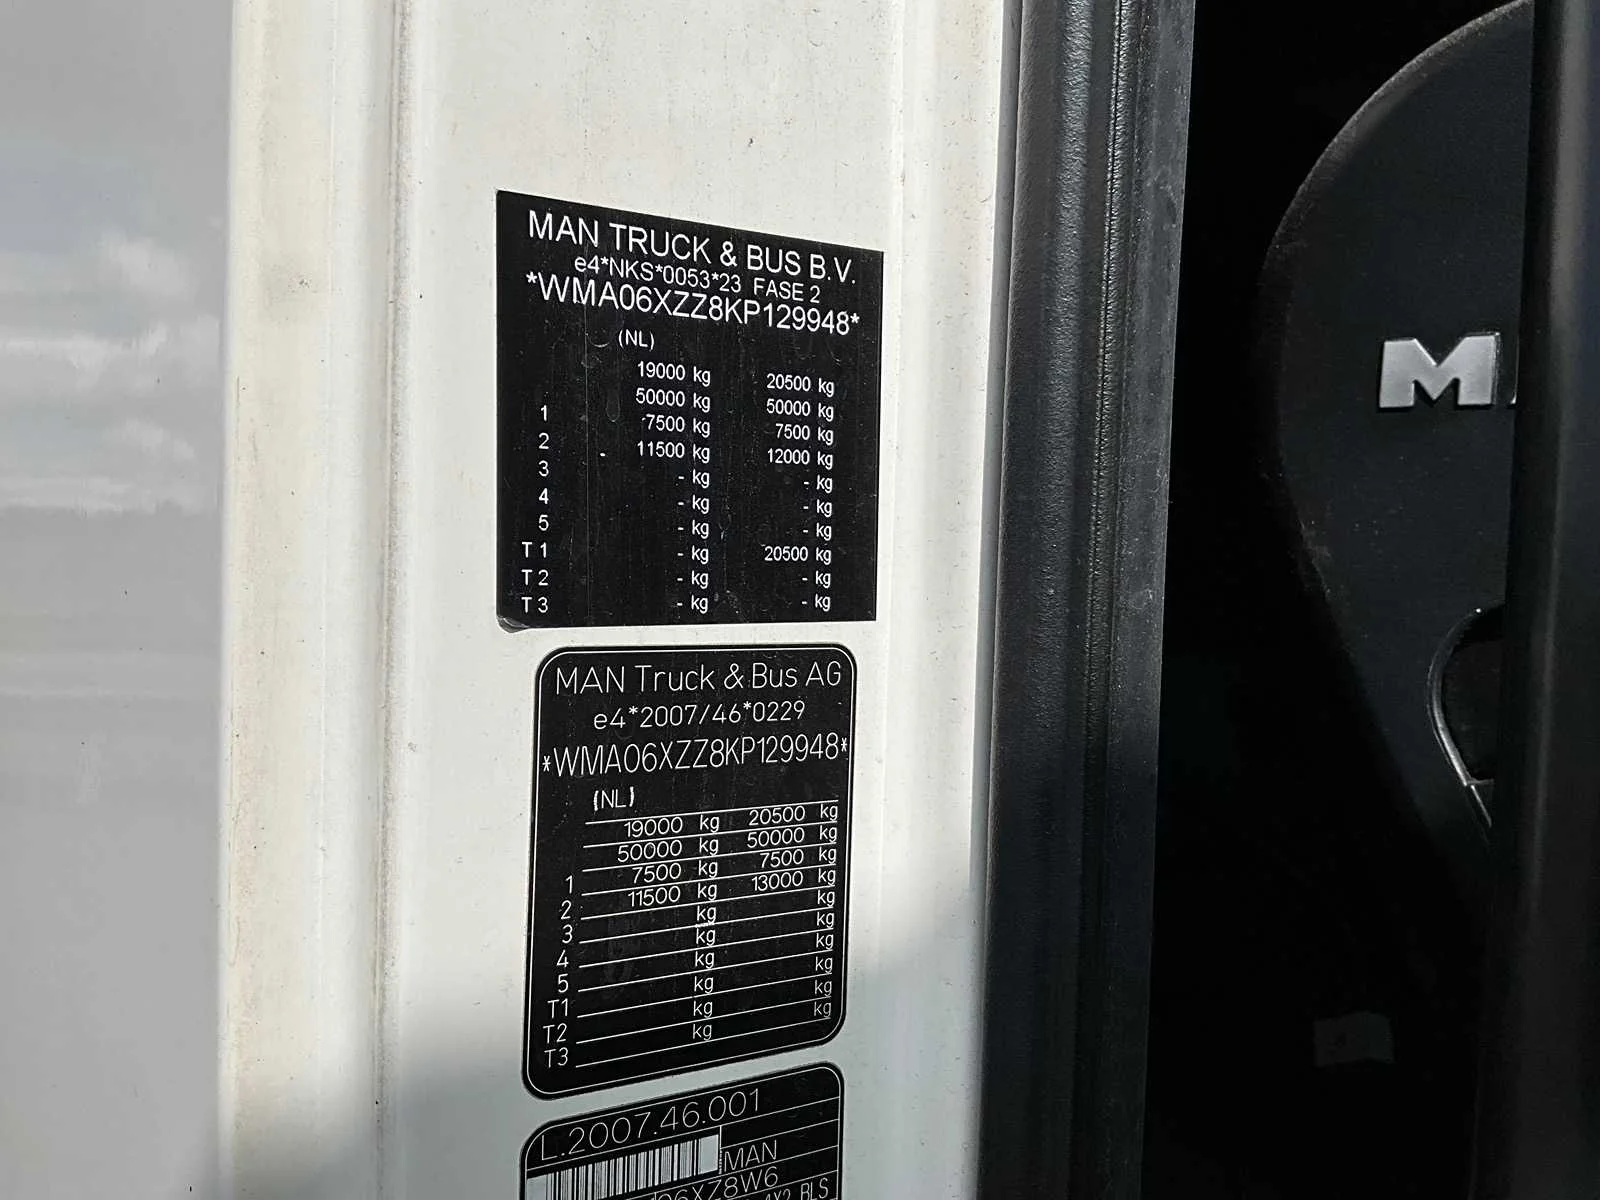 MAN TRUCK & BUS B.V.
e4*NKS*0053*23 FASE 2
*WMA06XZZ8KP129948*
(NL)
19000 kg 20500 kg
50000 kg 50000 kg
1 7500 kg 7500 kg
2 11500 kg 12000 kg
3 - kg - kg
4 - kg - kg
5 - kg - kg
T1 - kg 20500 kg
T2 - kg - kg
T3 - kg - kg
MAN Truck & Bus AG
e4*2007/46*0229
*WMA06XZZ8KP129948*
(NL)
19000 kg 20500 kg
50000 kg 50000 kg
1 7500 kg 7500 kg
2 11500 kg 13000 kg
3 kg kg
4 kg kg
5 kg kg
T1 kg kg
T2 kg kg
T3 kg kg
L.2007.46.001
MAN
06XZ8W6
4X2 BLS
M